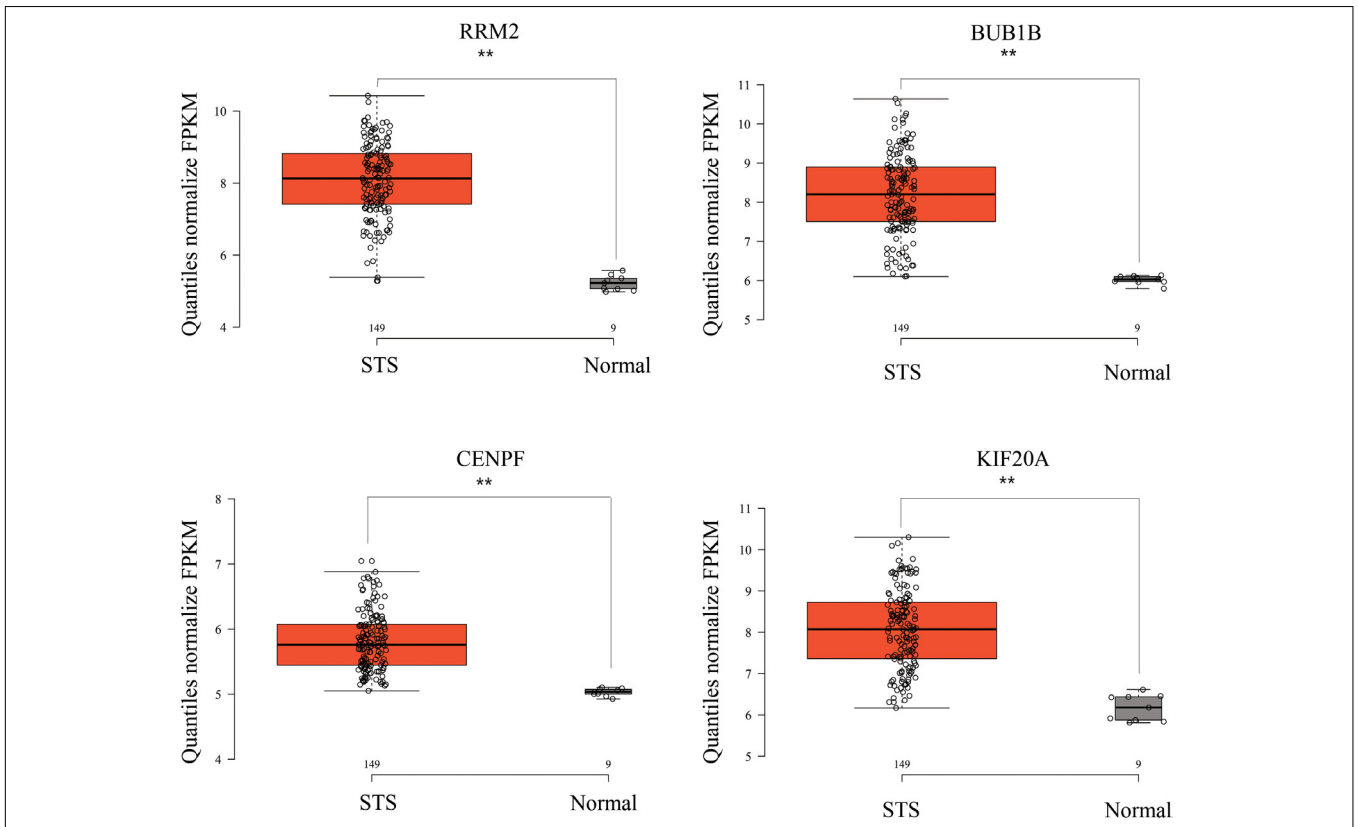 RRM2
**
Quantiles normalize FPKM
10
8
6
4
149
9
STS
Normal
BUB1B
**
Quantiles normalize FPKM
11
10
9
8
7
6
5
149
9
STS
Normal
CENPF
**
Quantiles normalize FPKM
8
7
6
5
4
149
9
STS
Normal
KIF20A
**
Quantiles normalize FPKM
11
10
9
8
7
6
5
149
9
STS
Normal